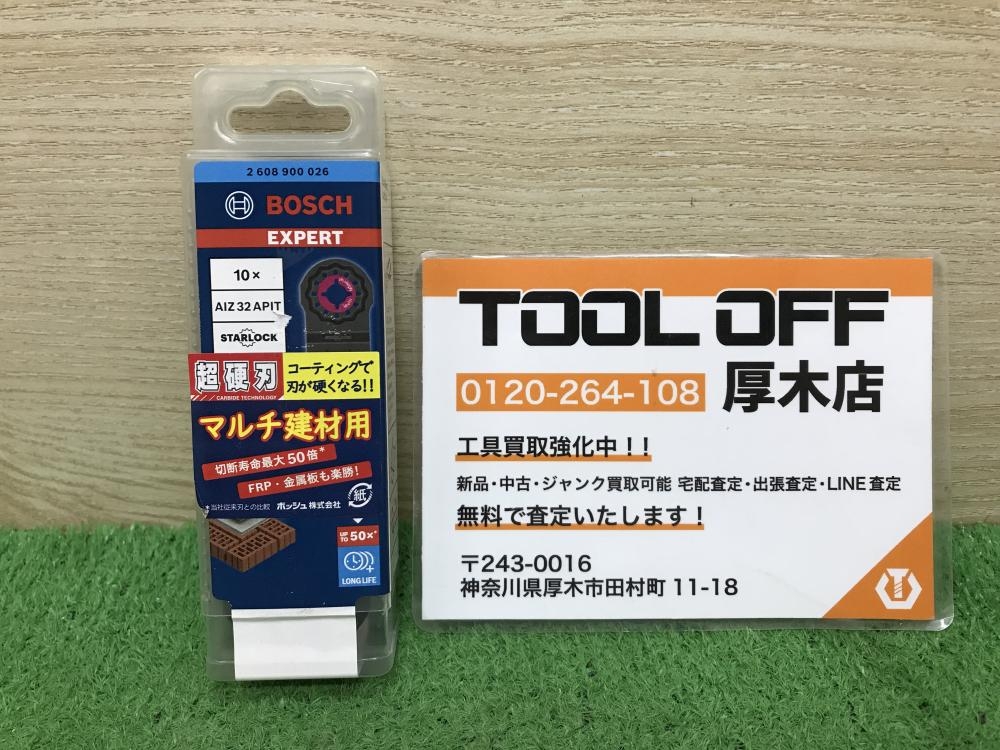 2 608 900 026
BOSCH
EXPERT
10×
AIZ 32 APIT
STARLOCK
超硬刃
CARBIDE TECHNOLOGY
コーティングで
刃が硬くなる!!
マルチ建材用
切断寿命最大50倍*
FRP・金属板も楽勝!
*当社従来刃との比較 ボッシュ株式会社
紙
UP TO 50×*
LONG LIFE
TOOL OFF
0120-264-108 厚木店
工具買取強化中!!
新品・中古・ジャンク買取可能 宅配査定・出張査定・LINE査定
無料で査定いたします!
〒243-0016
神奈川県厚木市田村町 11-18